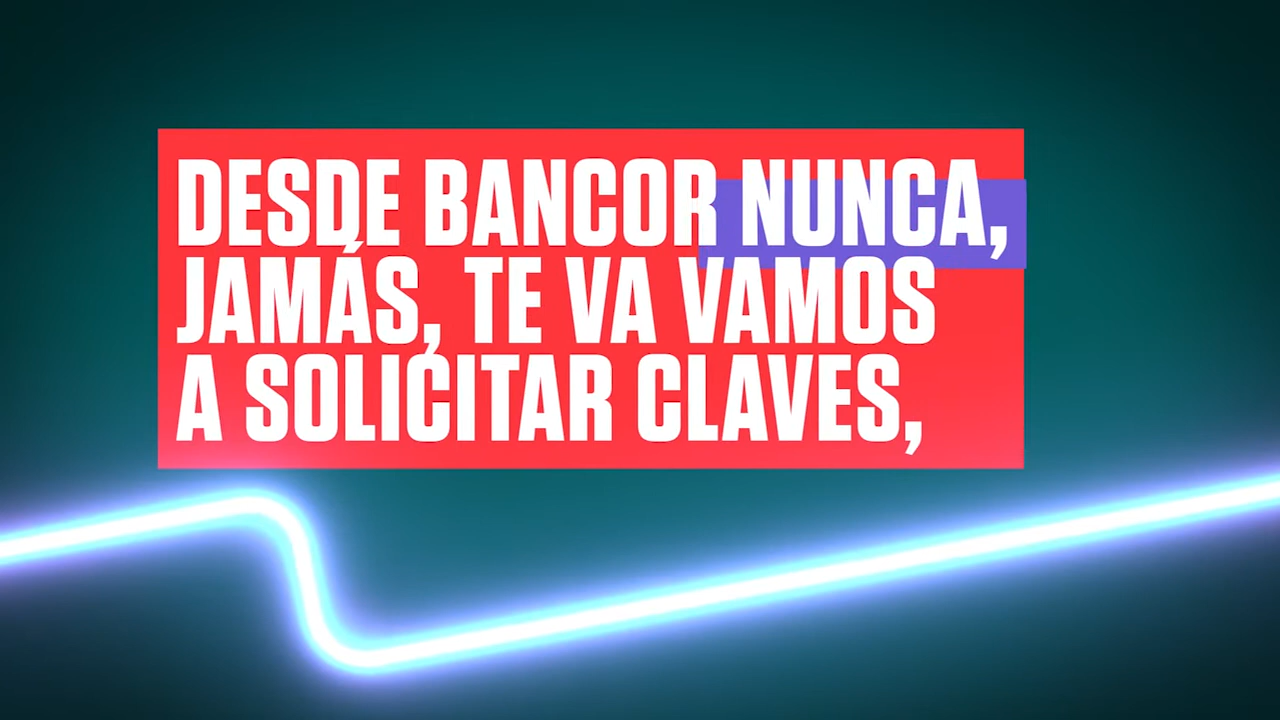 DESDE BANCOR NUNCA,
JAMÁS, TE VA VAMOS
A SOLICITAR CLAVES,